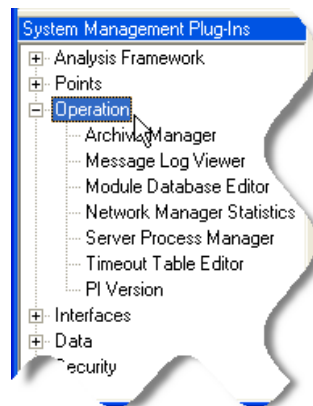 System Management Plug-Ins
Analysis Framework
Points
Operation
Archive Manager
Message Log Viewer
Module Database Editor
Network Manager Statistics
Server Process Manager
Timeout Table Editor
PI Version
Interfaces
Data
Security